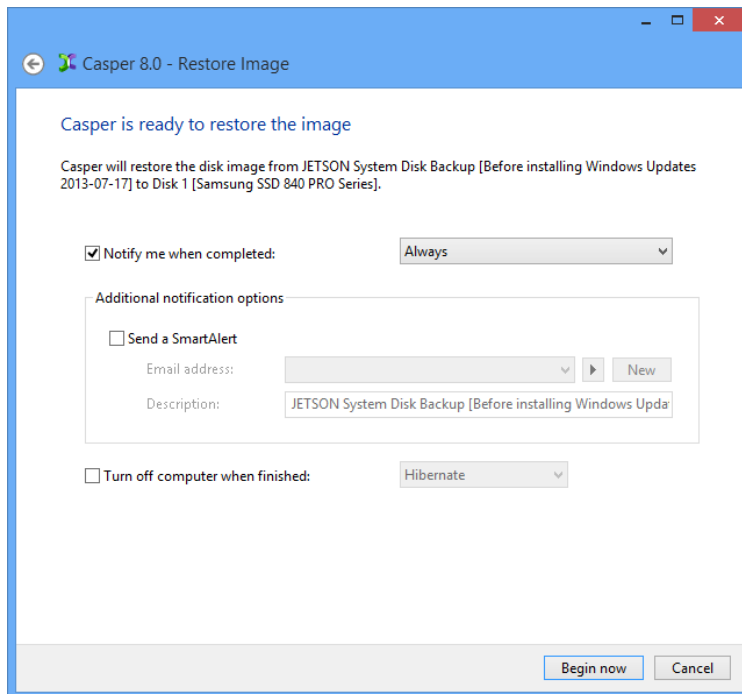 Casper 8.0 - Restore Image
Casper is ready to restore the image
Casper will restore the disk image from JETSON System Disk Backup [Before installing Windows Updates
2013-07-17] to Disk 1 [Samsung SSD 840 PRO Series].
Notify me when completed: Always
Additional notification options
Send a SmartAlert
Email address: New
Description: JETSON System Disk Backup [Before installing Windows Upda
Turn off computer when finished: Hibernate
Begin now Cancel